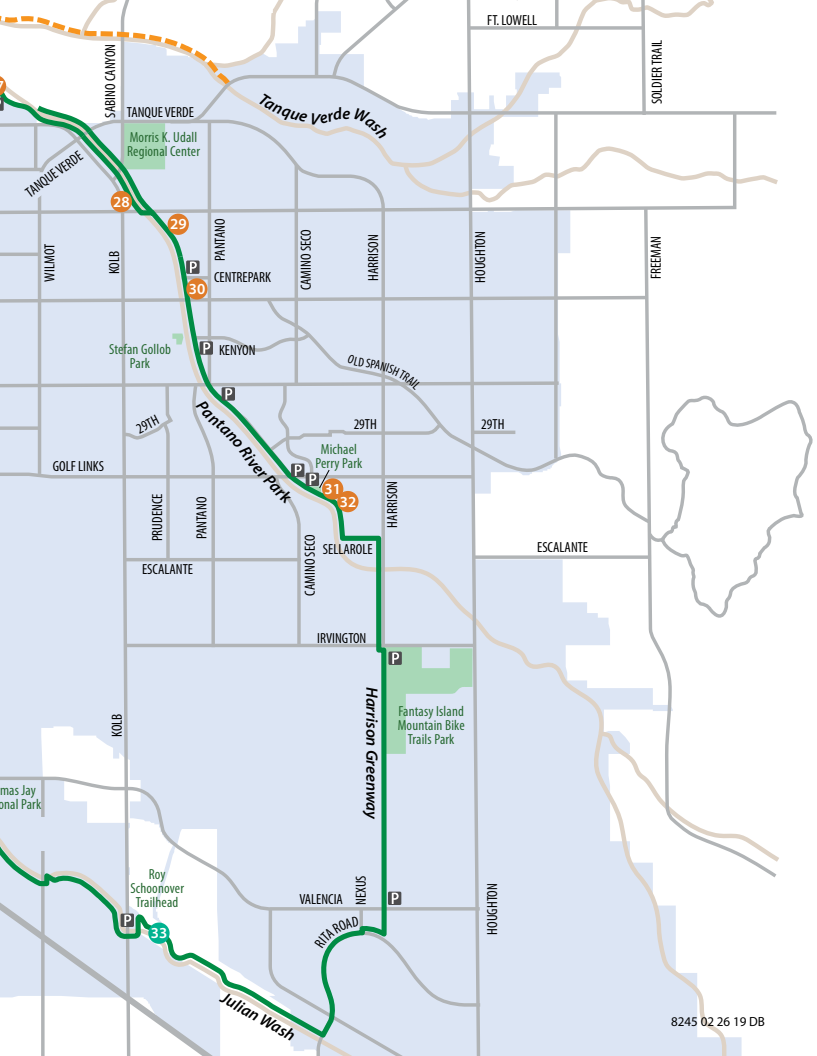 FT. LOWELL
SABINO CANYON
SOLDIER TRAIL
TANQUE VERDE
Tanque Verde Wash
Morris K. Udall
Regional Center
TANQUE VERDE
28
29
WILMOT
KOLB
PANTANO
CAMINO SECO
HARRISON
HOUGHTON
FREEMAN
P
CENTREPARK
30
Stefan Gollob
Park
P
KENYON
OLD SPANISH TRAIL
P
29TH
Pantano River Park
29TH
29TH
Michael
Perry Park
GOLF LINKS
P
P
31
32
PRUDENCE
PANTANO
HARRISON
SELLAROLE
ESCALANTE
ESCALANTE
CAMINO SECO
IRVINGTON
P
KOLB
Harrison Greenway
Fantasy Island
Mountain Bike
Trails Park
mas Jay
onal Park
Roy
Schoonover
Trailhead
P
33
VALENCIA
NEXUS
P
HOUGHTON
RITA ROAD
Julian Wash
8245 02 26 19 DB